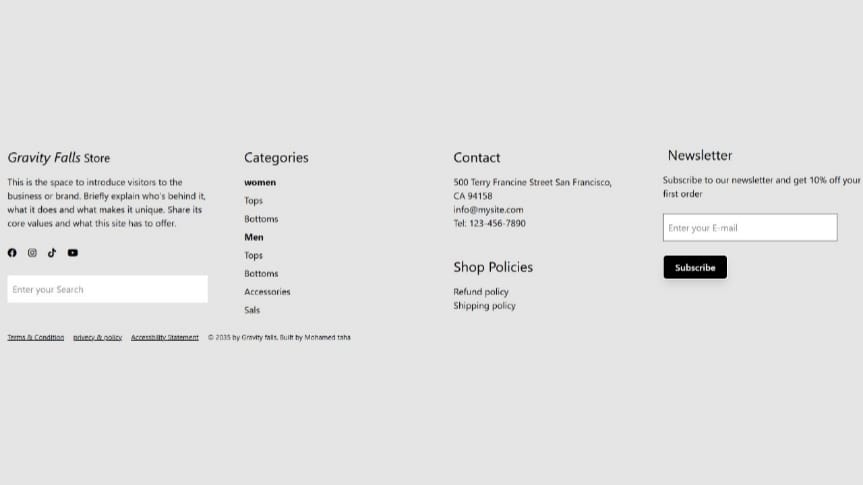 Gravity Falls Store
This is the space to introduce visitors to the
business or brand. Briefly explain who's behind it,
what it does and what makes it unique. Share its
core values and what this site has to offer.
Enter your Search
Categories
women
Tops
Bottoms
Men
Tops
Bottoms
Accessories
Sals
Contact
500 Terry Francine Street San Francisco,
CA 94158
info@mysite.com
Tel: 123-456-7890
Shop Policies
Refund policy
Shipping policy
Newsletter
Subscribe to our newsletter and get 10% off your
first order
Enter your E-mail
Subscribe
Terms & Condition privecy & policy Accessbility Statement © 2035 by Gravity falls. Built by Mohamed taha